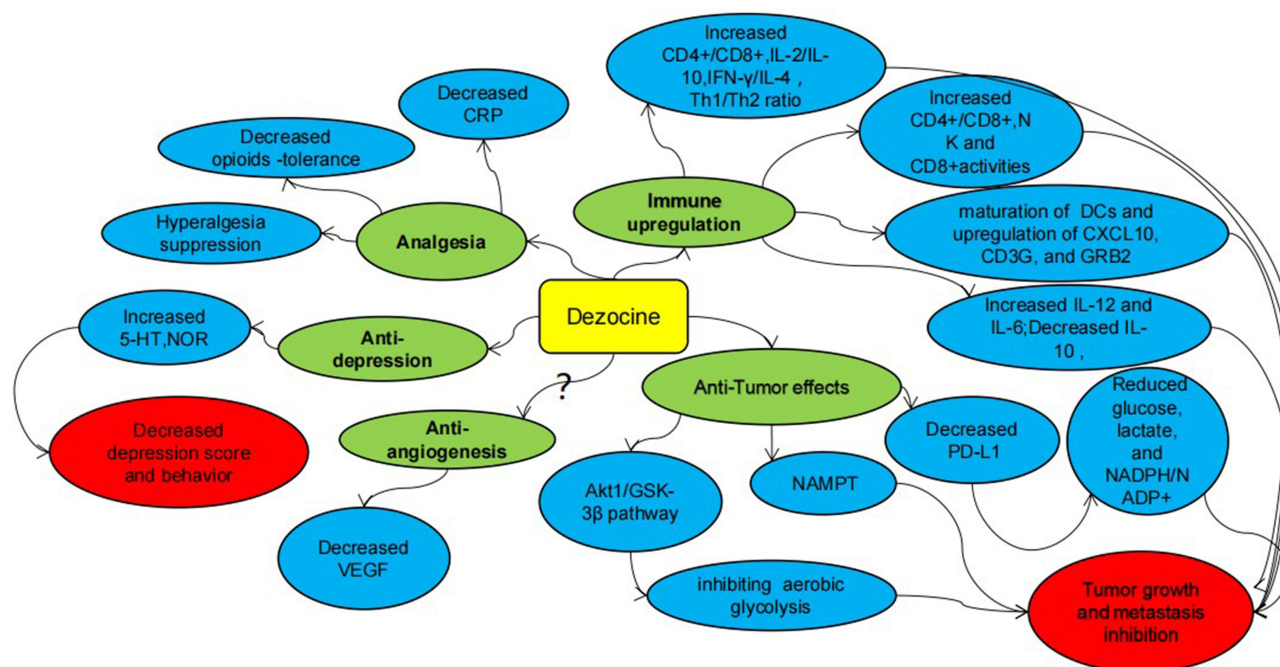 Increased
CD4+/CD8+,IL-2/IL-
10,IFN-γ/IL-4 ,
Th1/Th2 ratio
Decreased
CRP
Increased
CD4+/CD8+,N
K and
CD8+activities
Decreased
opioids -tolerance
Immune
upregulation
Hyperalgesia
suppression
Analgesia
maturation of DCs and
upregulation of CXCL10,
CD3G, and GRB2
Increased
5-HT,NOR
Anti-
depression
Dezocine
Increased IL-12 and
IL-6;Decreased IL-
10 ,
?
Anti-Tumor effects
Reduced
glucose,
lactate,
and
NADPH/N
ADP+
Decreased
depression score
and behavior
Anti-
angiogenesis
Decreased
PD-L1
Akt1/GSK-
3β pathway
NAMPT
Decreased
VEGF
inhibiting aerobic
glycolysis
Tumor growth
and metastasis
inhibition